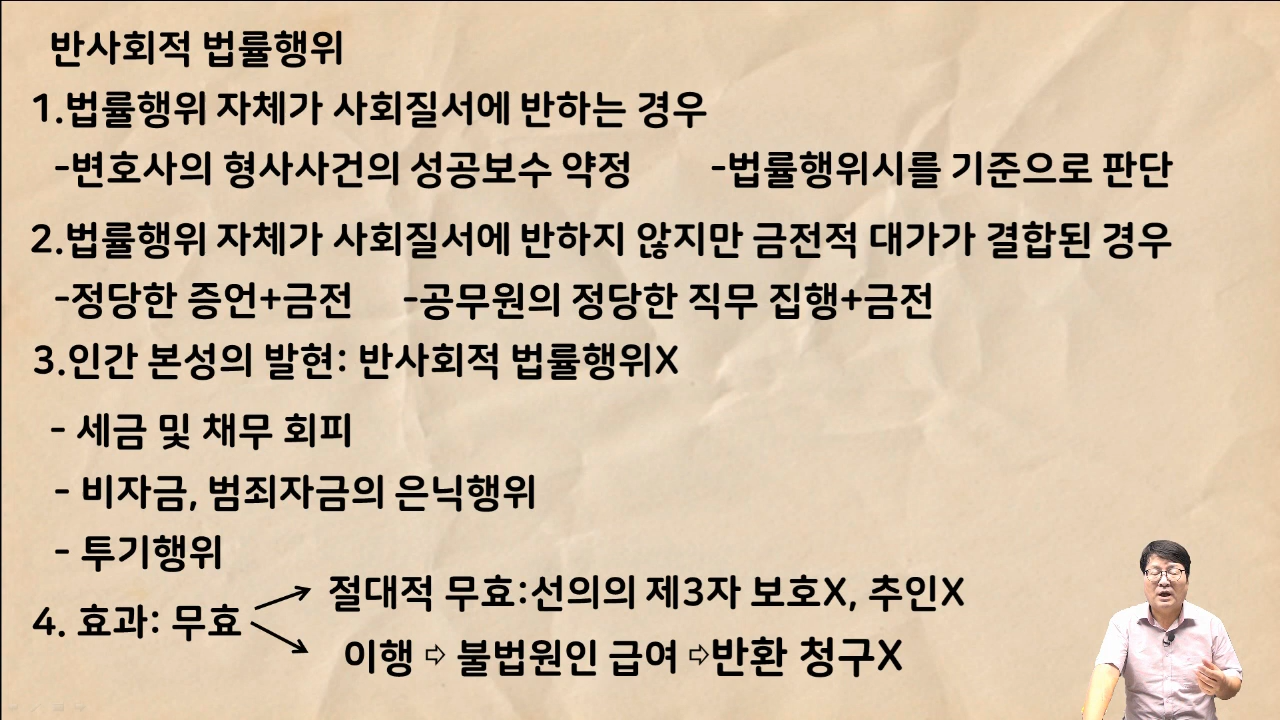 반사회적 법률행위
1.법률행위 자체가 사회질서에 반하는 경우
-변호사의 형사사건의 성공보수 약정 -법률행위시를 기준으로 판단
2.법률행위 자체가 사회질서에 반하지 않지만 금전적 대가가 결합된 경우
-정당한 증언+금전 -공무원의 정당한 직무 집행+금전
3.인간 본성의 발현: 반사회적 법률행위X
- 세금 및 채무 회피
- 비자금, 범죄자금의 은닉행위
- 투기행위
4. 효과: 무효
절대적 무효:선의의 제3자 보호X, 추인X
이행 ⇨ 불법원인 급여 ⇨반환 청구X